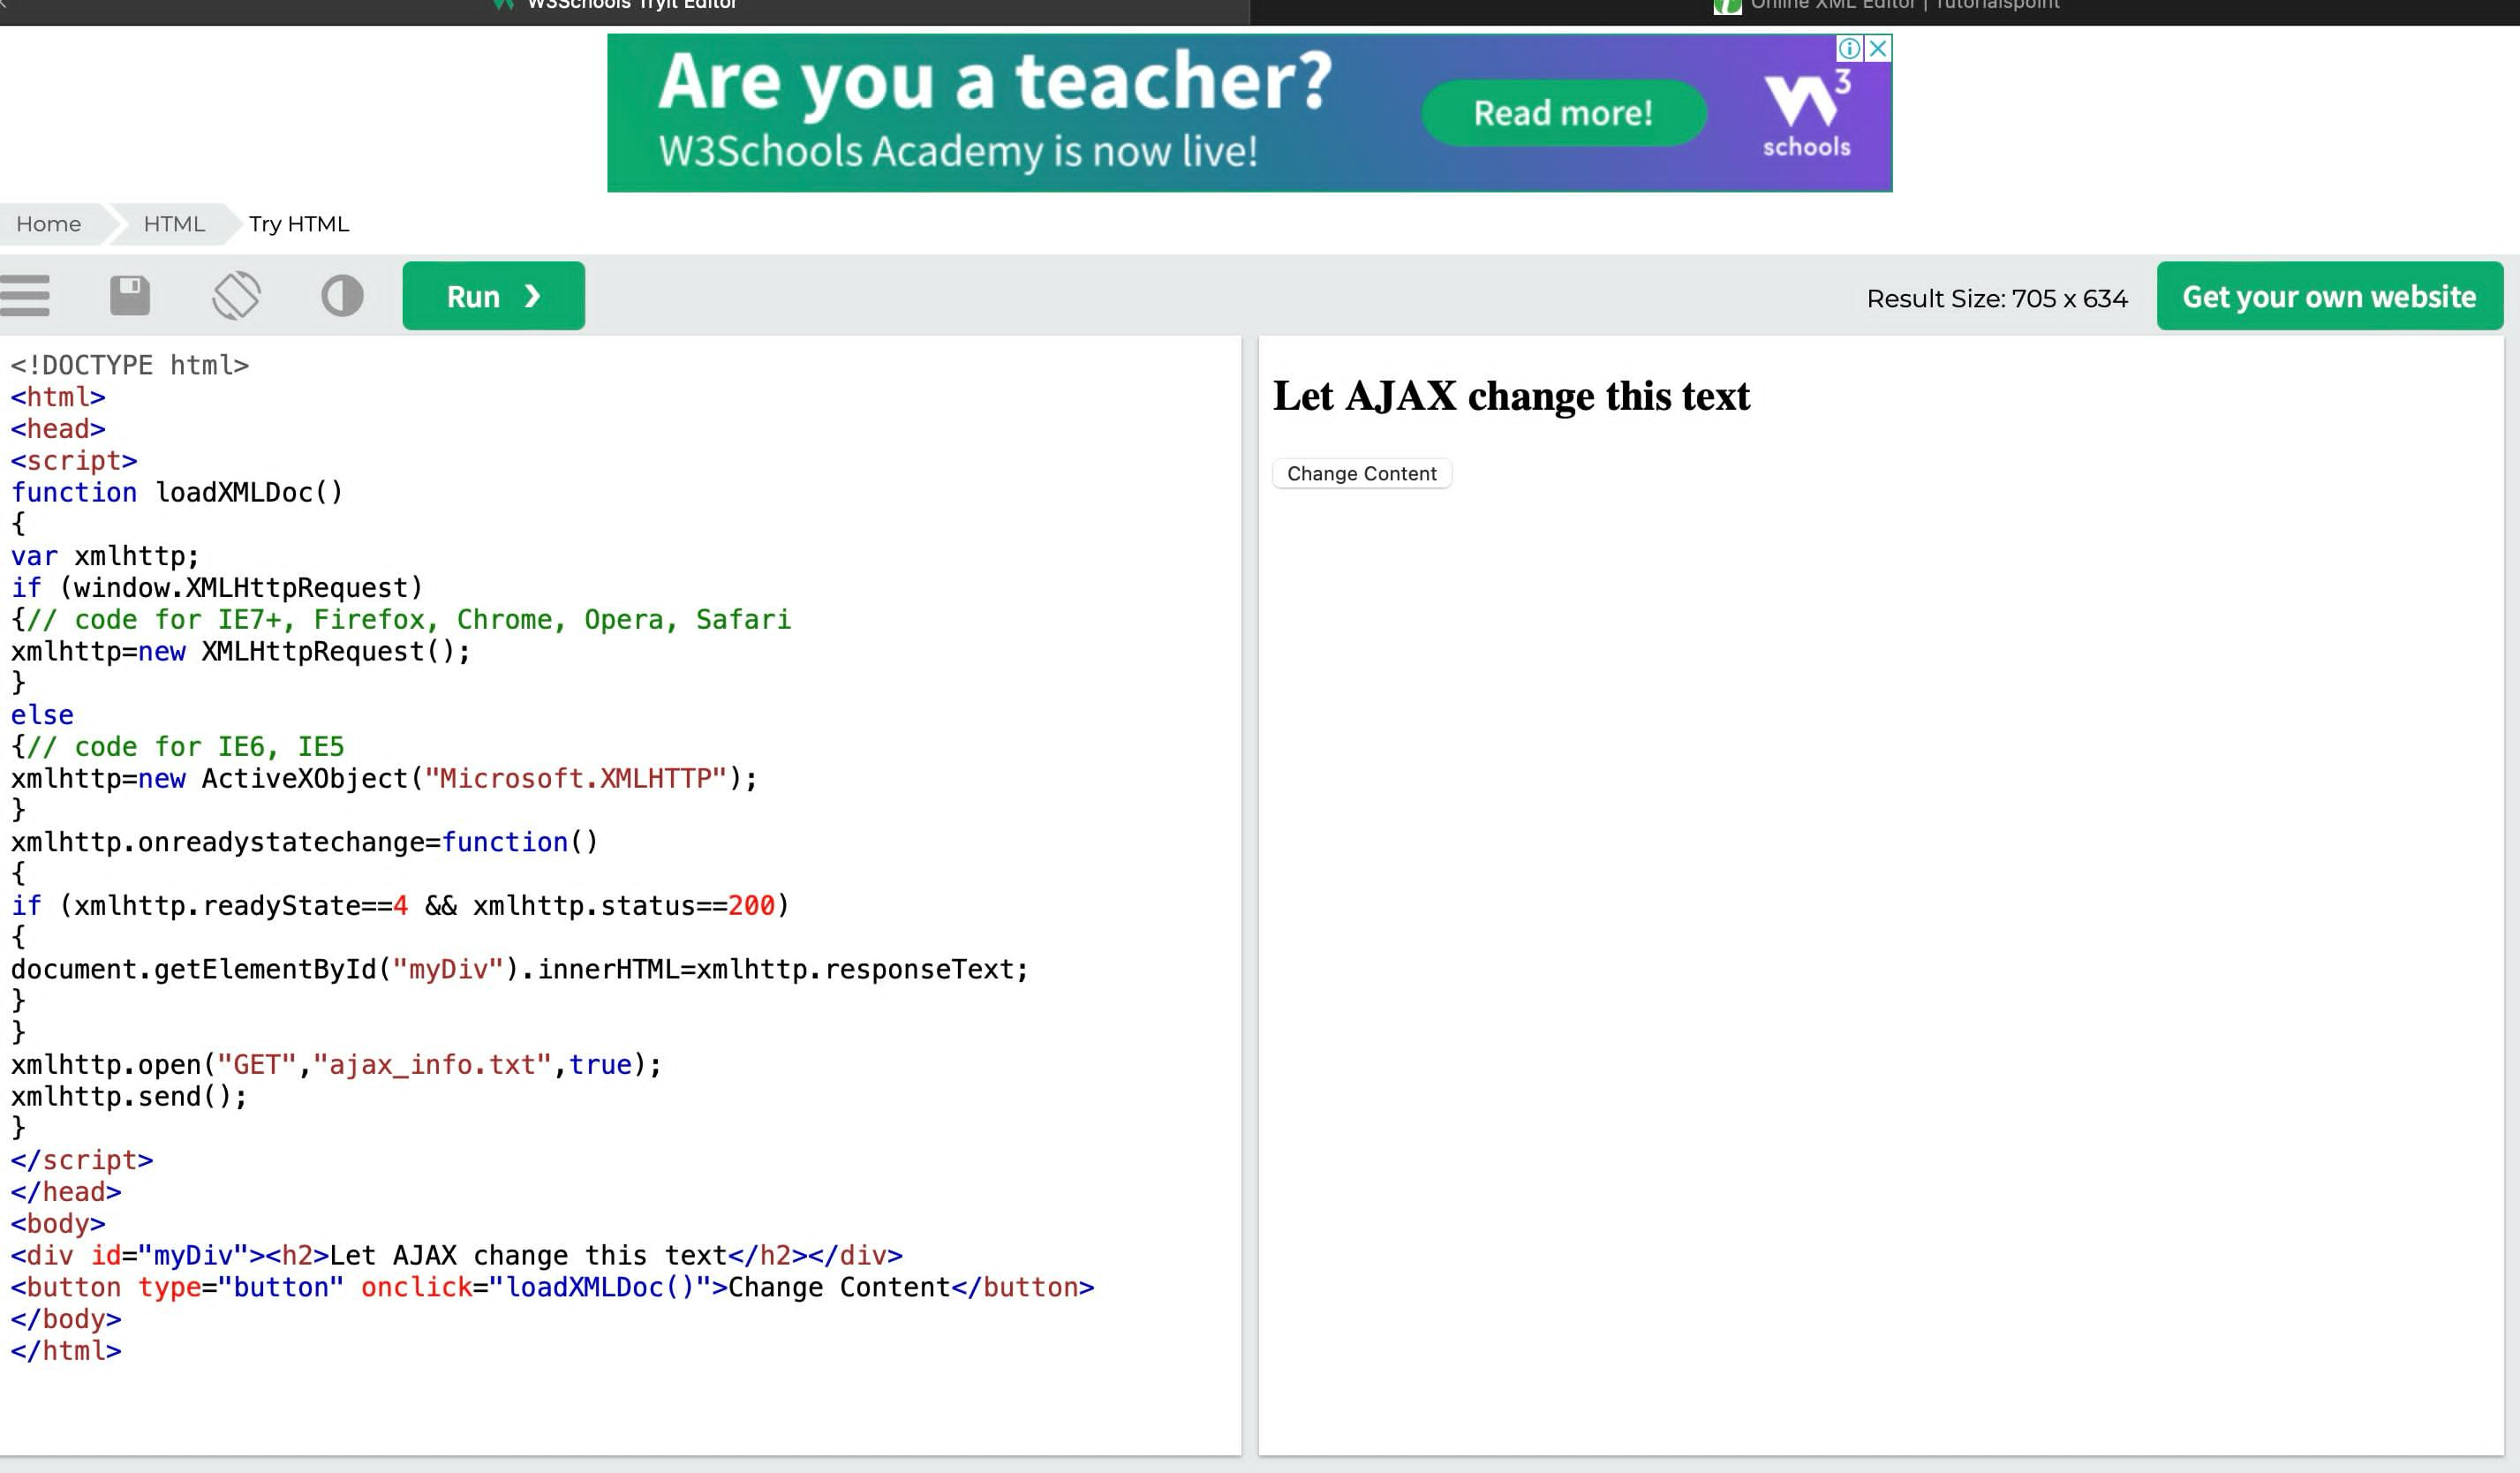 W3Schools Tryit Editor
Online XML Editor | Tutorialspoint
Are you a teacher?
W3Schools Academy is now live!
Read more!
3
schools
Home
HTML
Try HTML
Run ❯
Result Size: 705 x 634
Get your own website
<!DOCTYPE html>
<html>
<head>
<script>
function loadXMLDoc()
{
var xmlhttp;
if (window.XMLHttpRequest)
{// code for IE7+, Firefox, Chrome, Opera, Safari
xmlhttp=new XMLHttpRequest();
}
else
{// code for IE6, IE5
xmlhttp=new ActiveXObject("Microsoft.XMLHTTP");
}
xmlhttp.onreadystatechange=function()
{
if (xmlhttp.readyState==4 && xmlhttp.status==200)
{
document.getElementById("myDiv").innerHTML=xmlhttp.responseText;
}
}
xmlhttp.open("GET","ajax_info.txt",true);
xmlhttp.send();
}
</script>
</head>
<body>
<div id="myDiv"><h2>Let AJAX change this text</h2></div>
<button type="button" onclick="loadXMLDoc()">Change Content</button>
</body>
</html>
Let AJAX change this text
Change Content